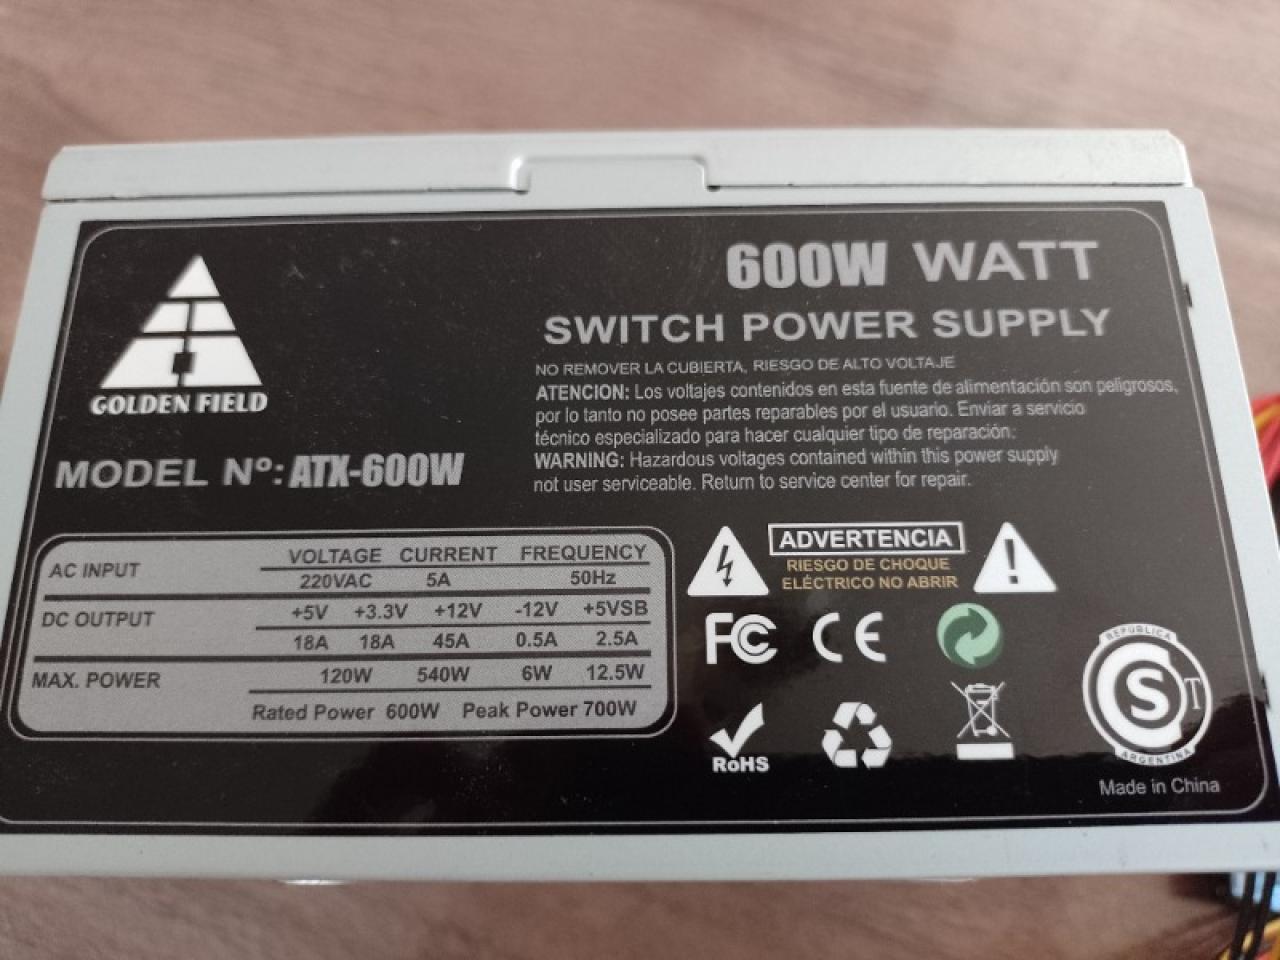 600W WATT
SWITCH POWER SUPPLY
NO REMOVER LA CUBIERTA, RIESGO DE ALTO VOLTAJE
ATENCION: Los voltajes contenidos en esta fuente de alimentación son peligrosos,
por lo tanto no posee partes reparables por el usuario. Enviar a servicio
técnico especializado para hacer cualquier tipo de reparación.
WARNING: Hazardous voltages contained within this power supply
not user serviceable. Return to service center for repair.
GOLDEN FIELD
MODEL Nº: ATX-600W
VOLTAGE CURRENT FREQUENCY
AC INPUT 220VAC 5A 50Hz
DC OUTPUT +5V +3.3V +12V -12V +5VSB
18A 18A 45A 0.5A 2.5A
MAX. POWER 120W 540W 6W 12.5W
Rated Power 600W Peak Power 700W
ADVERTENCIA
RIESGO DE CHOQUE
ELÉCTRICO NO ABRIR
FC CE
RoHS
REPUBLICA
S T
ARGENTINA
Made in China